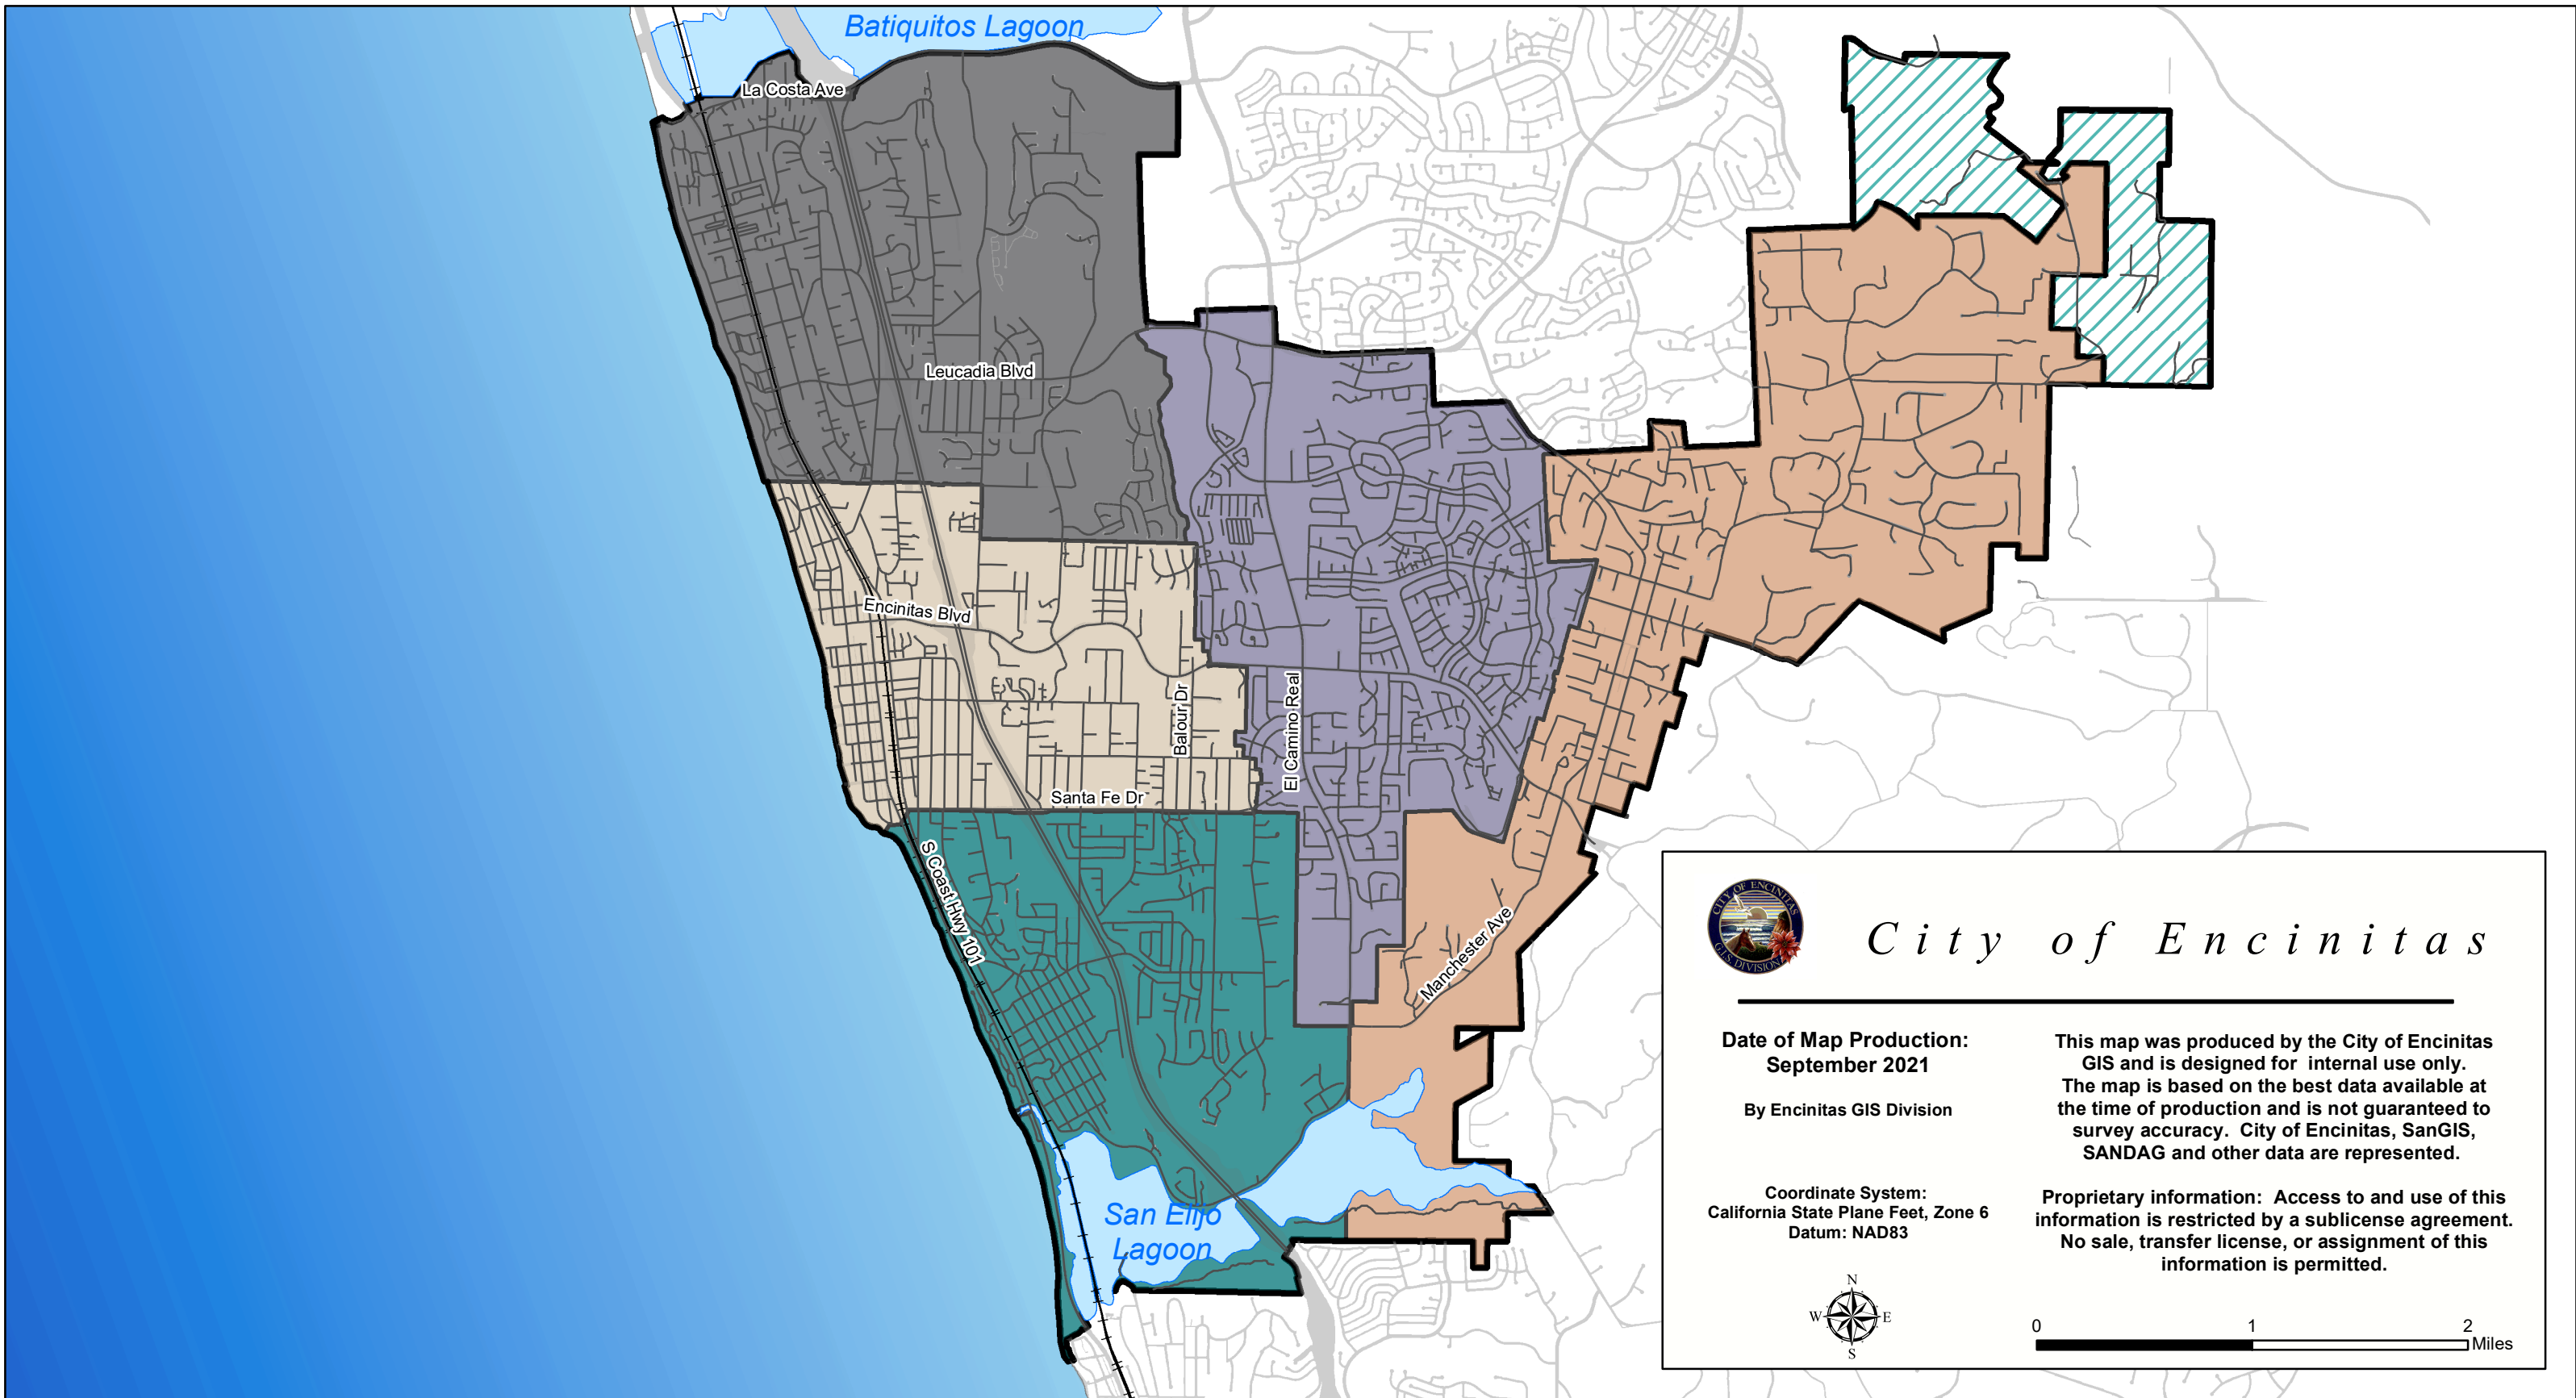 Batiquitos Lagoon
La Costa Ave
Leucadia Blvd
Encinitas Blvd
Balour Dr
El Camino Real
Santa Fe Dr
S Coast Hwy 101
Manchester Ave
San Elijo
Lagoon
CITY OF ENCINITAS
G.I.S. DIVISION
City of Encinitas
Date of Map Production:
September 2021
By Encinitas GIS Division
Coordinate System:
California State Plane Feet, Zone 6
Datum: NAD83
This map was produced by the City of Encinitas
GIS and is designed for internal use only.
The map is based on the best data available at
the time of production and is not guaranteed to
survey accuracy. City of Encinitas, SanGIS,
SANDAG and other data are represented.
Proprietary information: Access to and use of this
information is restricted by a sublicense agreement.
No sale, transfer license, or assignment of this
information is permitted.
N
W E
S
0 1 2
Miles